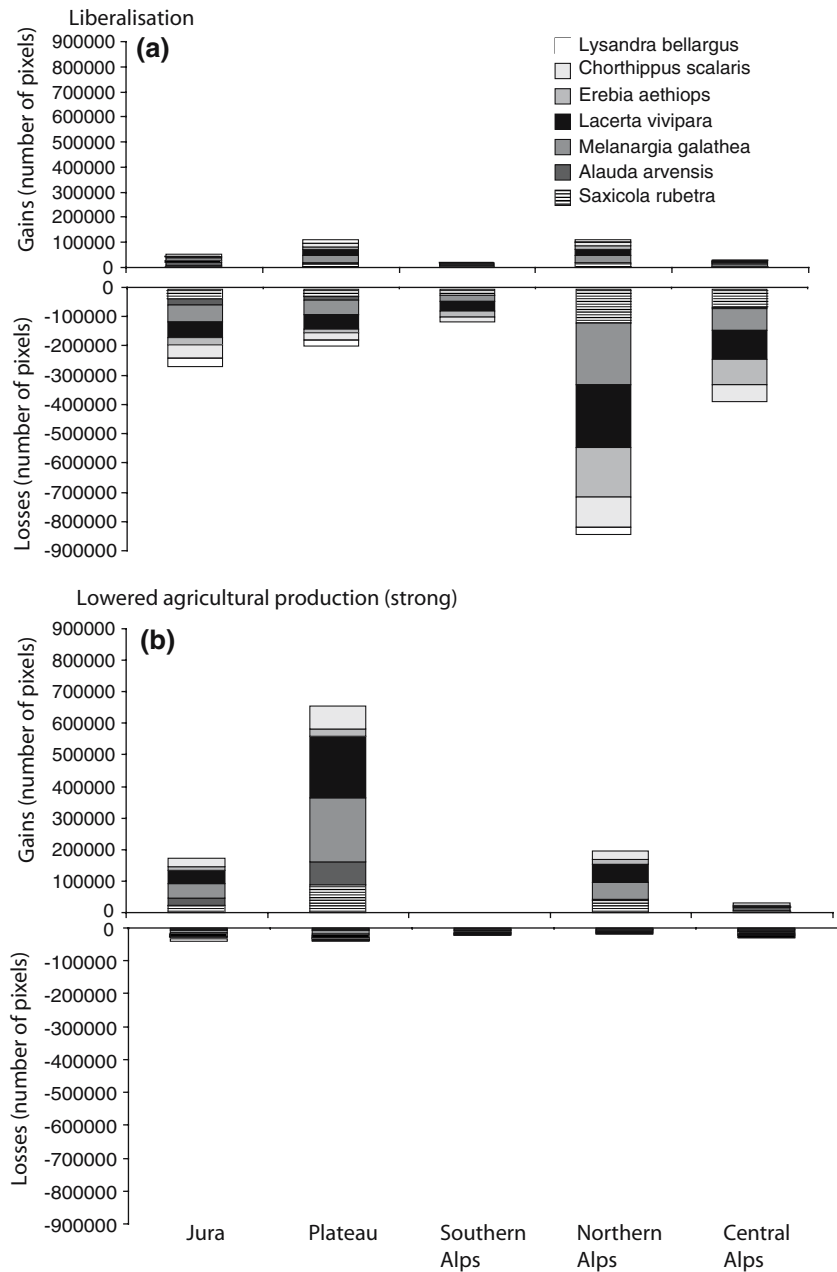 Liberalisation
(a)
Gains (number of pixels)
900000
800000
700000
600000
500000
400000
300000
200000
100000
0
Lysandra bellargus
Chorthippus scalaris
Erebia aethiops
Lacerta vivipara
Melanargia galathea
Alauda arvensis
Saxicola rubetra
Losses (number of pixels)
0
-100000
-200000
-300000
-400000
-500000
-600000
-700000
-800000
-900000
Lowered agricultural production (strong)
(b)
Gains (number of pixels)
900000
800000
700000
600000
500000
400000
300000
200000
100000
0
Losses (number of pixels)
0
-100000
-200000
-300000
-400000
-500000
-600000
-700000
-800000
-900000
Jura
Plateau
Southern
Alps
Northern
Alps
Central
Alps